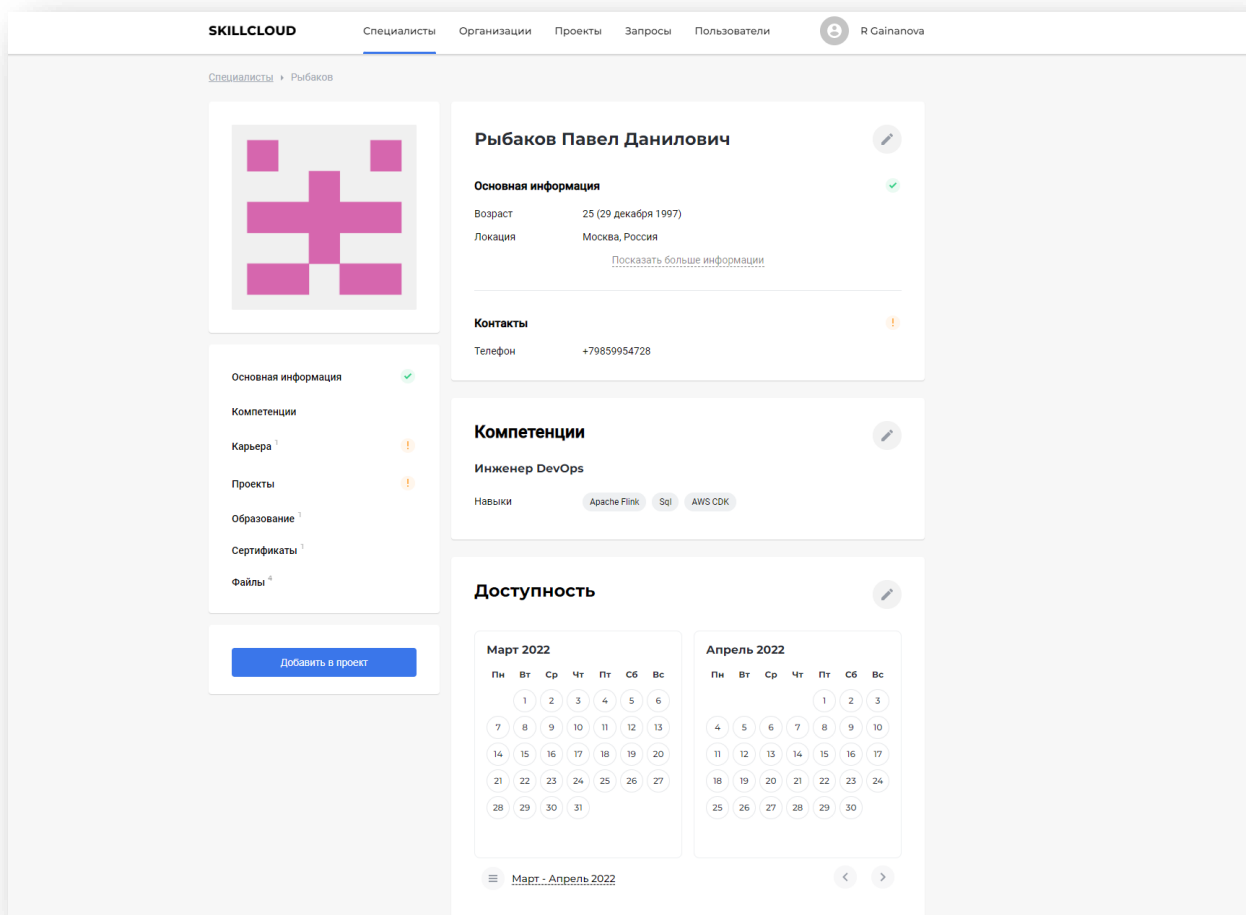 SKILLCLOUD Специалисты Организации Проекты Запросы Пользователи R Gainanova
Специалисты Рыбаков
Рыбаков Павел Данилович
Основная информация
Возраст 25 (29 декабря 1997)
Локация Москва, Россия
Показать больше информации
Контакты
Телефон +79859954728
Основная информация
Компетенции
Карьера 1
Проекты
Образование 1
Сертификаты 1
Файлы 4
Добавить в проект
Компетенции
Инженер DevOps
Навыки Apache Flink Sql AWS CDK
Доступность
Март 2022
Пн Вт Ср Чт Пт Сб Вс
1 2 3 4 5 6
7 8 9 10 11 12 13
14 15 16 17 18 19 20
21 22 23 24 25 26 27
28 29 30 31
Апрель 2022
Пн Вт Ср Чт Пт Сб Вс
1 2 3
4 5 6 7 8 9 10
11 12 13 14 15 16 17
18 19 20 21 22 23 24
25 26 27 28 29 30
Март - Апрель 2022